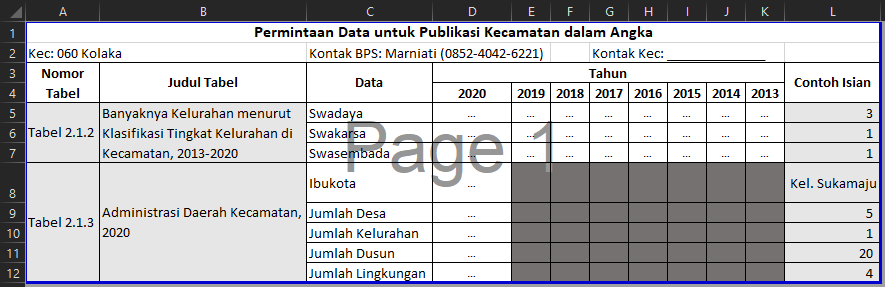 A B C D E F G H I J K L
1 Permintaan Data untuk Publikasi Kecamatan dalam Angka
2 Kec: 060 Kolaka Kontak BPS: Marniati (0852-4042-6221) Kontak Kec: _______________
3 Nomor Tabel Judul Tabel Data Tahun Contoh Isian
4 2020 2019 2018 2017 2016 2015 2014 2013
5 Tabel 2.1.2 Banyaknya Kelurahan menurut Klasifikasi Tingkat Kelurahan di Kecamatan, 2013-2020 Swadaya ... ... ... ... ... ... ... ... 3
6 Swakarsa ... ... ... ... ... ... ... ... 1
7 Swasembada ... ... ... ... ... ... ... ... 1
Page 1
8 Tabel 2.1.3 Administrasi Daerah Kecamatan, 2020 Ibukota ... Kel. Sukamaju
9 Jumlah Desa ... 5
10 Jumlah Kelurahan ... 1
11 Jumlah Dusun ... 20
12 Jumlah Lingkungan ... 4